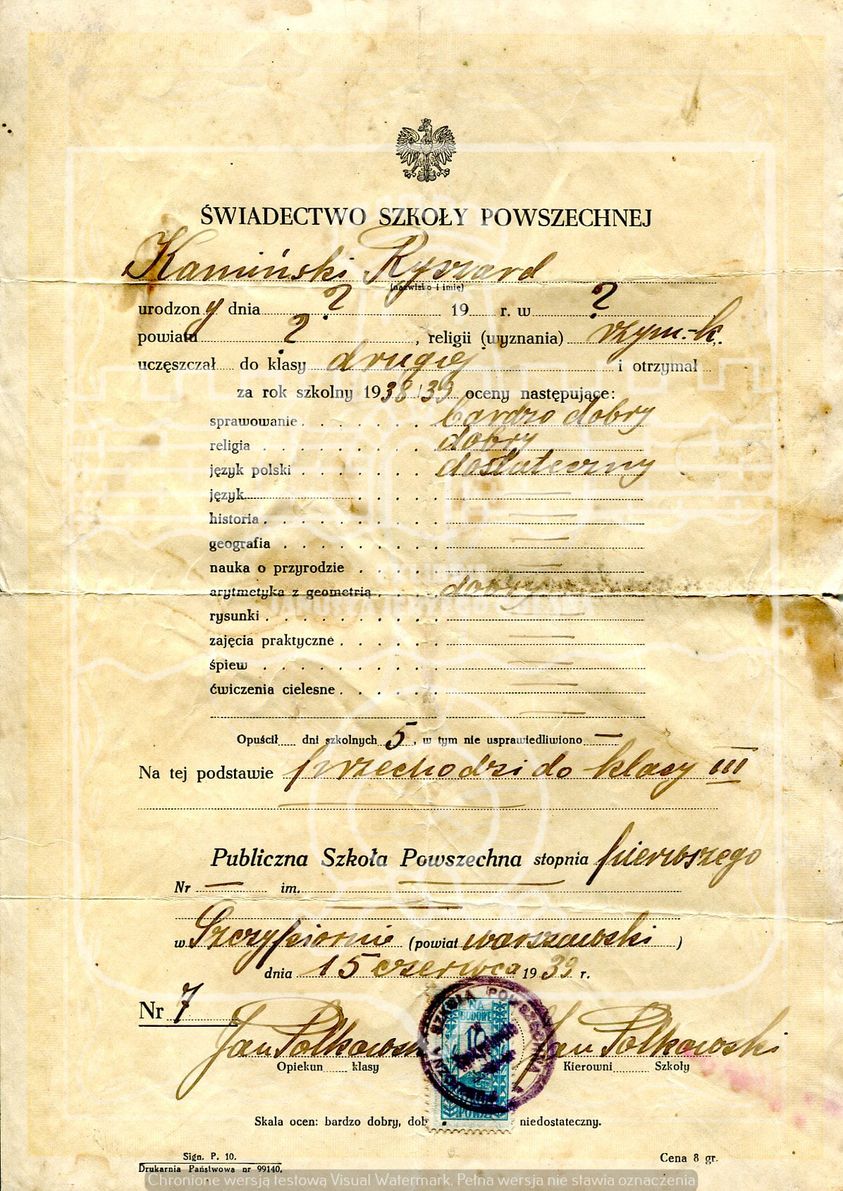 ŚWIADECTWO SZKOŁY POWSZECHNEJ
Kamiński Ryszard
(nazwisko i imię)
urodzony dnia ? 19 r. w ?
powiatu ?, religii (wyznania) rzym.-k.
uczęszczał do klasy drugiej i otrzymał
za rok szkolny 1938/39 oceny następujące:
sprawowanie bardzo dobry
religia dobry
język polski dostateczny
język —
historia —
geografia —
nauka o przyrodzie —
arytmetyka z geometrią dobry
rysunki —
zajęcia praktyczne —
śpiew —
ćwiczenia cielesne —
Opuścił dni szkolnych 5, w tym nie usprawiedliwiono —
Na tej podstawie przechodzi do klasy III
Publiczna Szkoła Powszechna stopnia pierwszego
Nr — im. —
w Szczypiornie (powiat warszawski)
dnia 15 czerwca 1939 r.
Nr 7
Jan Polkowski Jan Polkowski
Opiekun klasy Kierowni Szkoły
Skala ocen: bardzo dobry, dob niedostateczny.
Sign. P. 10.
Drukarnia Państwowa nr 99140.
Cena 8 gr.
Chronione wersją testową Visual Watermark. Pełna wersja nie stawia oznaczenia